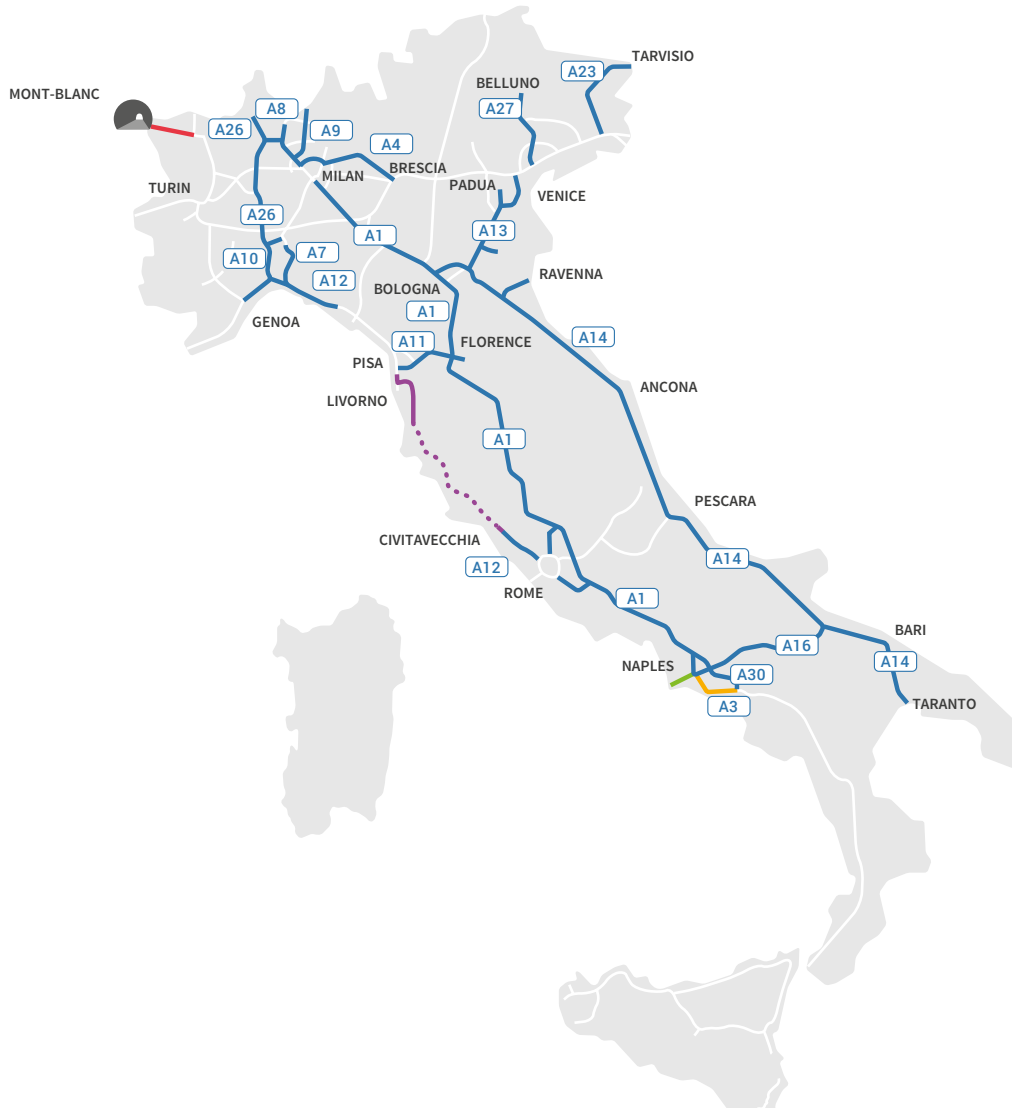 TARVISIO
A23
BELLUNO
MONT-BLANC
A8
A27
A26
A9
A4
BRESCIA
MILAN
PADUA
TURIN
VENICE
A26
A13
A1
A7
A10
RAVENNA
A12
BOLOGNA
A1
GENOA
A14
A11
FLORENCE
PISA
ANCONA
LIVORNO
A1
PESCARA
CIVITAVECCHIA
A14
A12
ROME
A1
BARI
A16
NAPLES
A14
A30
TARANTO
A3